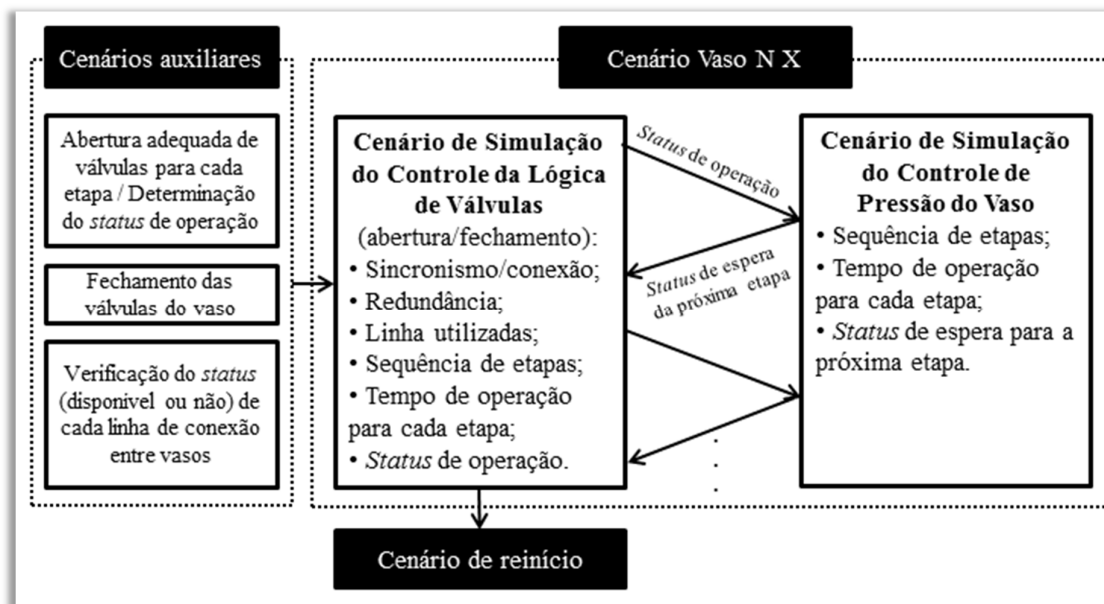 Cenários auxiliares
Abertura adequada de
válvulas para cada
etapa / Determinação
do status de operação
Fechamento das
válvulas do vaso
Verificação do status
(disponível ou não) de
cada linha de conexão
entre vasos
Cenário Vaso N X
Cenário de Simulação
do Controle da Lógica
de Válvulas
(abertura/fechamento):
• Sincronismo/conexão;
• Redundância;
• Linha utilizadas;
• Sequência de etapas;
• Tempo de operação
para cada etapa;
• Status de operação.
Status de operação
Status de espera
da próxima etapa
Cenário de Simulação
do Controle de
Pressão do Vaso
• Sequência de etapas;
• Tempo de operação
para cada etapa;
• Status de espera para a
próxima etapa.
Cenário de reinício